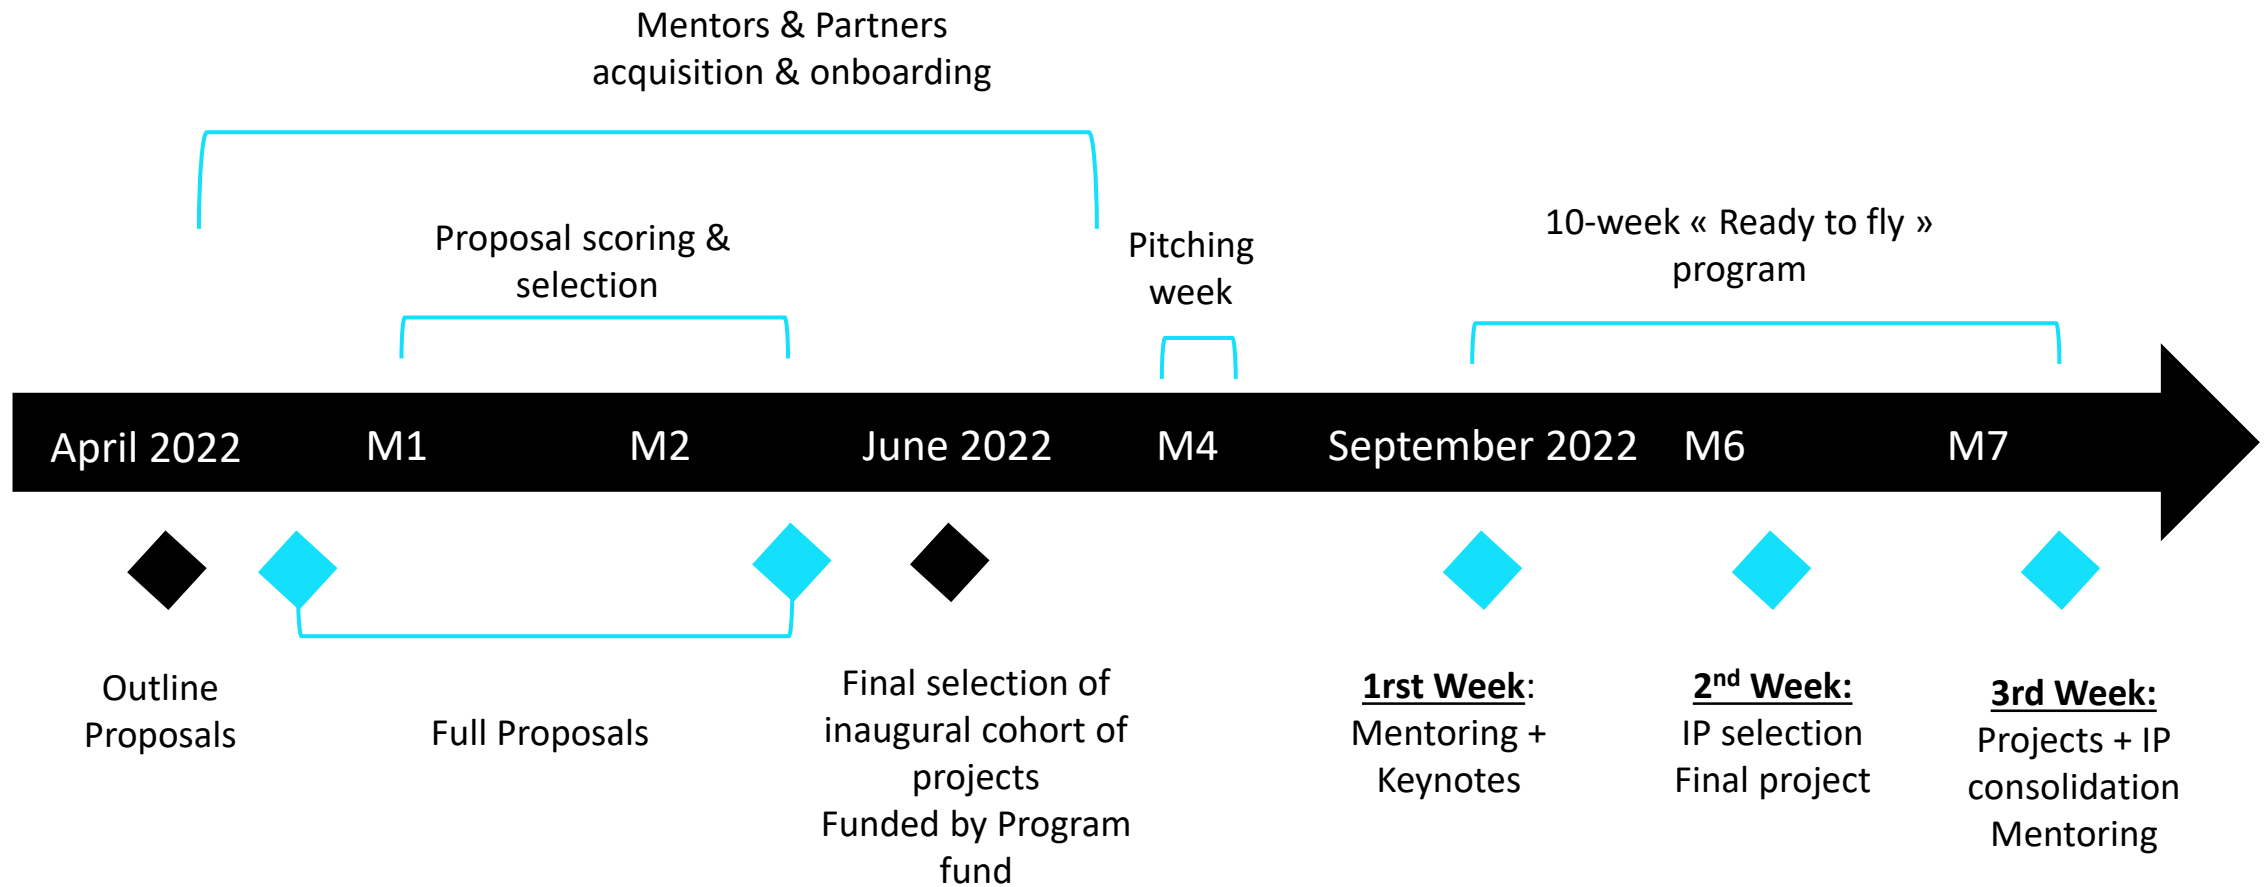 Mentors & Partners
acquisition & onboarding
Proposal scoring &
selection
Pitching
week
10-week « Ready to fly »
program
April 2022
M1
M2
June 2022
M4
September 2022
M6
M7
Outline
Proposals
Full Proposals
Final selection of
inaugural cohort of
projects
Funded by Program
fund
1rst Week:
Mentoring +
Keynotes
2nd Week:
IP selection
Final project
3rd Week:
Projects + IP
consolidation
Mentoring